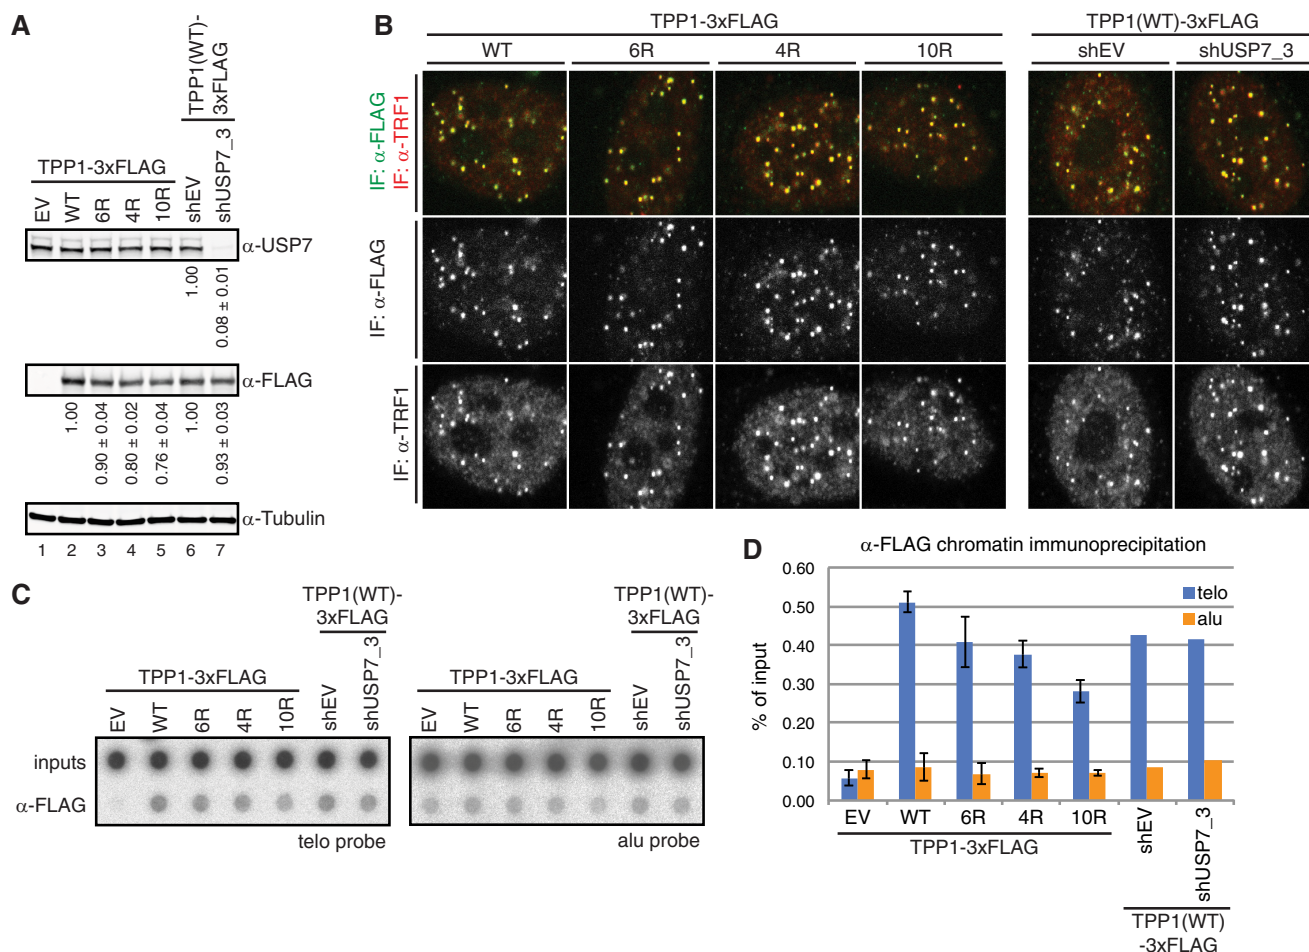 A
TPP1(WT)-
3xFLAG
TPP1-3xFLAG
EV
WT
6R
4R
10R
shEV
shUSP7_3
α-USP7
1.00
0.08 ± 0.01
α-FLAG
1.00
0.90 ± 0.04
0.80 ± 0.02
0.76 ± 0.04
1.00
0.93 ± 0.03
α-Tubulin
1 2 3 4 5 6 7
B
TPP1-3xFLAG
TPP1(WT)-3xFLAG
WT 6R 4R 10R shEV shUSP7_3
IF: α-FLAG
IF: α-TRF1
IF: α-FLAG
IF: α-TRF1
C
TPP1(WT)-
3xFLAG
TPP1-3xFLAG
EV
WT
6R
4R
10R
shEV
shUSP7_3
TPP1(WT)-
3xFLAG
TPP1-3xFLAG
EV
WT
6R
4R
10R
shEV
shUSP7_3
inputs
α-FLAG
telo probe
alu probe
D
α-FLAG chromatin immunoprecipitation
% of input
0.60
0.50
0.40
0.30
0.20
0.10
0.00
telo
alu
EV WT 6R 4R 10R
shEV
shUSP7_3
TPP1-3xFLAG
TPP1(WT)
-3xFLAG